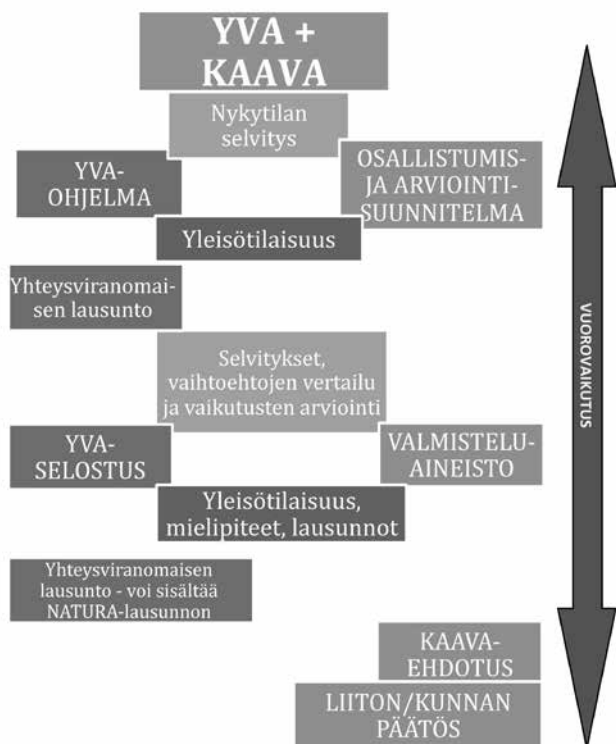 YVA +
KAAVA
Nykytilan
selvitys
YVA-
OHJELMA
OSALLISTUMIS-
JA ARVIOINTI-
SUUNNITELMA
Yleisötilaisuus
Yhteysviranomai-
sen lausunto
Selvitykset,
vaihtoehtojen vertailu
ja vaikutusten arviointi
YVA-
SELOSTUS
VALMISTELU-
AINEISTO
Yleisötilaisuus,
mielipiteet, lausunnot
Yhteysviranomaisen
lausunto - voi sisältää
NATURA-lausunnon
KAAVA-
EHDOTUS
LIITON/KUNNAN
PÄÄTÖS
VUOROVAIKUTUS